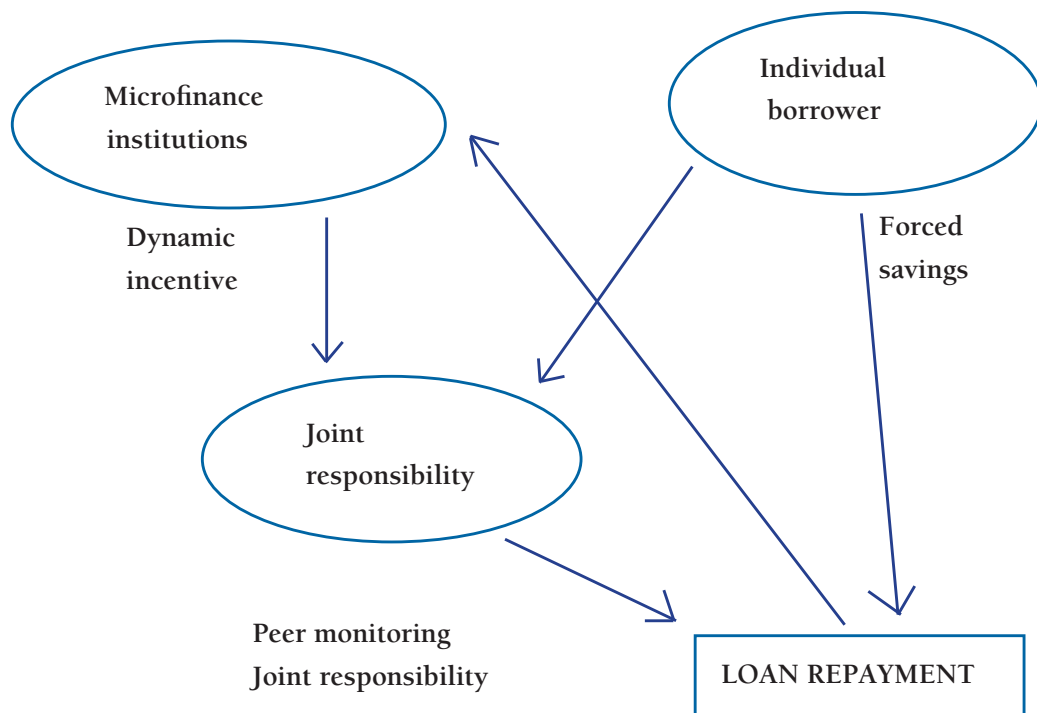 Microfinance
institutions
Individual
borrower
Dynamic
incentive
Forced
savings
Joint
responsibility
Peer monitoring
Joint responsibility
LOAN REPAYMENT